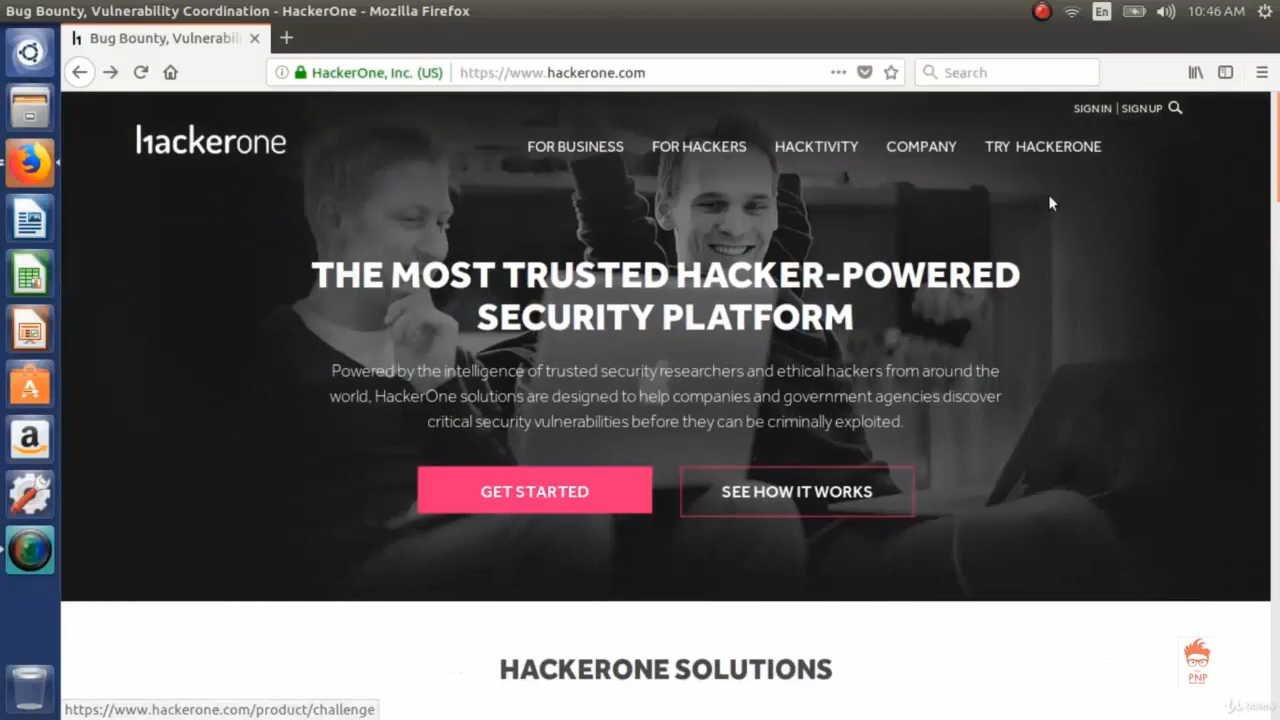 Bug Bounty, Vulnerability Coordination - HackerOne - Mozilla Firefox
En
10:46 AM
Bug Bounty, Vulnerabili
HackerOne, Inc. (US)
https://www.hackerone.com
Search
SIGN IN | SIGN UP
hackerone
FOR BUSINESS
FOR HACKERS
HACKTIVITY
COMPANY
TRY HACKERONE
THE MOST TRUSTED HACKER-POWERED
SECURITY PLATFORM
Powered by the intelligence of trusted security researchers and ethical hackers from around the
world, HackerOne solutions are designed to help companies and government agencies discover
critical security vulnerabilities before they can be criminally exploited.
GET STARTED
SEE HOW IT WORKS
HACKERONE SOLUTIONS
PNP
https://www.hackerone.com/product/challenge
Udemy